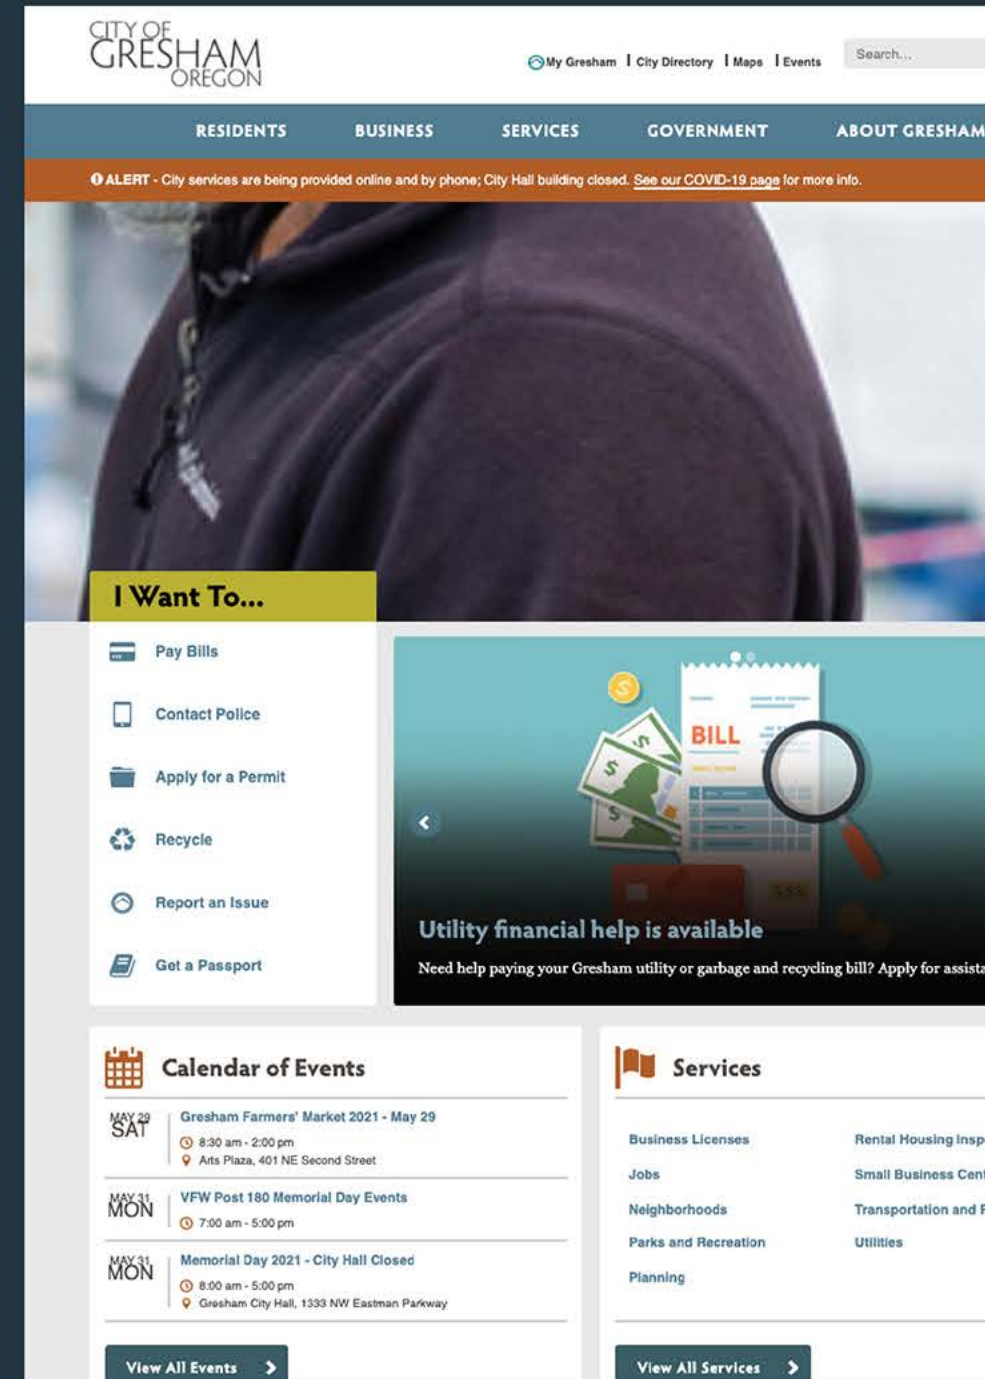 CITY OF
GRESHAM
OREGON
My Gresham
City Directory
Maps
Events
Search...
RESIDENTS
BUSINESS
SERVICES
GOVERNMENT
ABOUT GRESHAM
ALERT - City services are being provided online and by phone; City Hall building closed. See our COVID-19 page for more info.
I Want To...
Pay Bills
Contact Police
Apply for a Permit
Recycle
Report an Issue
Get a Passport
BILL
$$$
Utility financial help is available
Need help paying your Gresham utility or garbage and recycling bill? Apply for assista
Calendar of Events
MAY 29
SAT
Gresham Farmers' Market 2021 - May 29
8:30 am - 2:00 pm
Arts Plaza, 401 NE Second Street
MAY 31
MON
VFW Post 180 Memorial Day Events
7:00 am - 5:00 pm
MAY 31
MON
Memorial Day 2021 - City Hall Closed
8:00 am - 5:00 pm
Gresham City Hall, 1333 NW Eastman Parkway
View All Events
Services
Business Licenses
Jobs
Neighborhoods
Parks and Recreation
Planning
Rental Housing Insp
Small Business Cent
Transportation and P
Utilities
View All Services